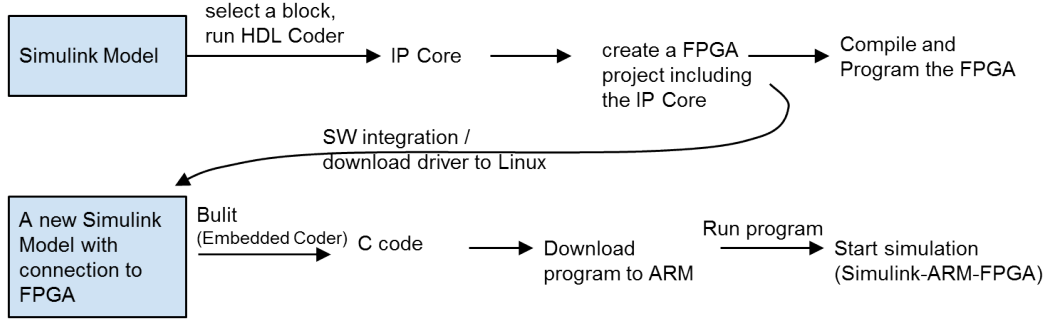 select a block,
run HDL Coder
Simulink Model
IP Core
create a FPGA
project including
the IP Core
Compile and
Program the FPGA
SW integration /
download driver to Linux
A new Simulink
Model with
connection to
FPGA
Bulit
(Embedded Coder)
C code
Download
program to ARM
Run program
Start simulation
(Simulink-ARM-FPGA)